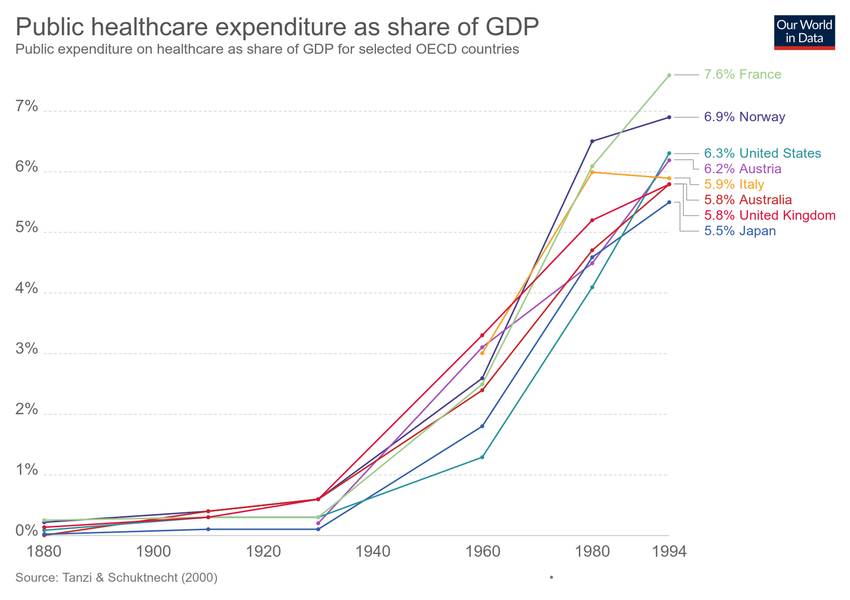 Public healthcare expenditure as share of GDP
Public expenditure on healthcare as share of GDP for selected OECD countries
Our World
in Data
7.6% France
7%
6.9% Norway
6.3% United States
6%
6.2% Austria
5.9% Italy
5.8% Australia
5.8% United Kingdom
5%
5.5% Japan
4%
3%
2%
1%
0%
1880 1900 1920 1940 1960 1980 1994
Source: Tanzi & Schuktnecht (2000)